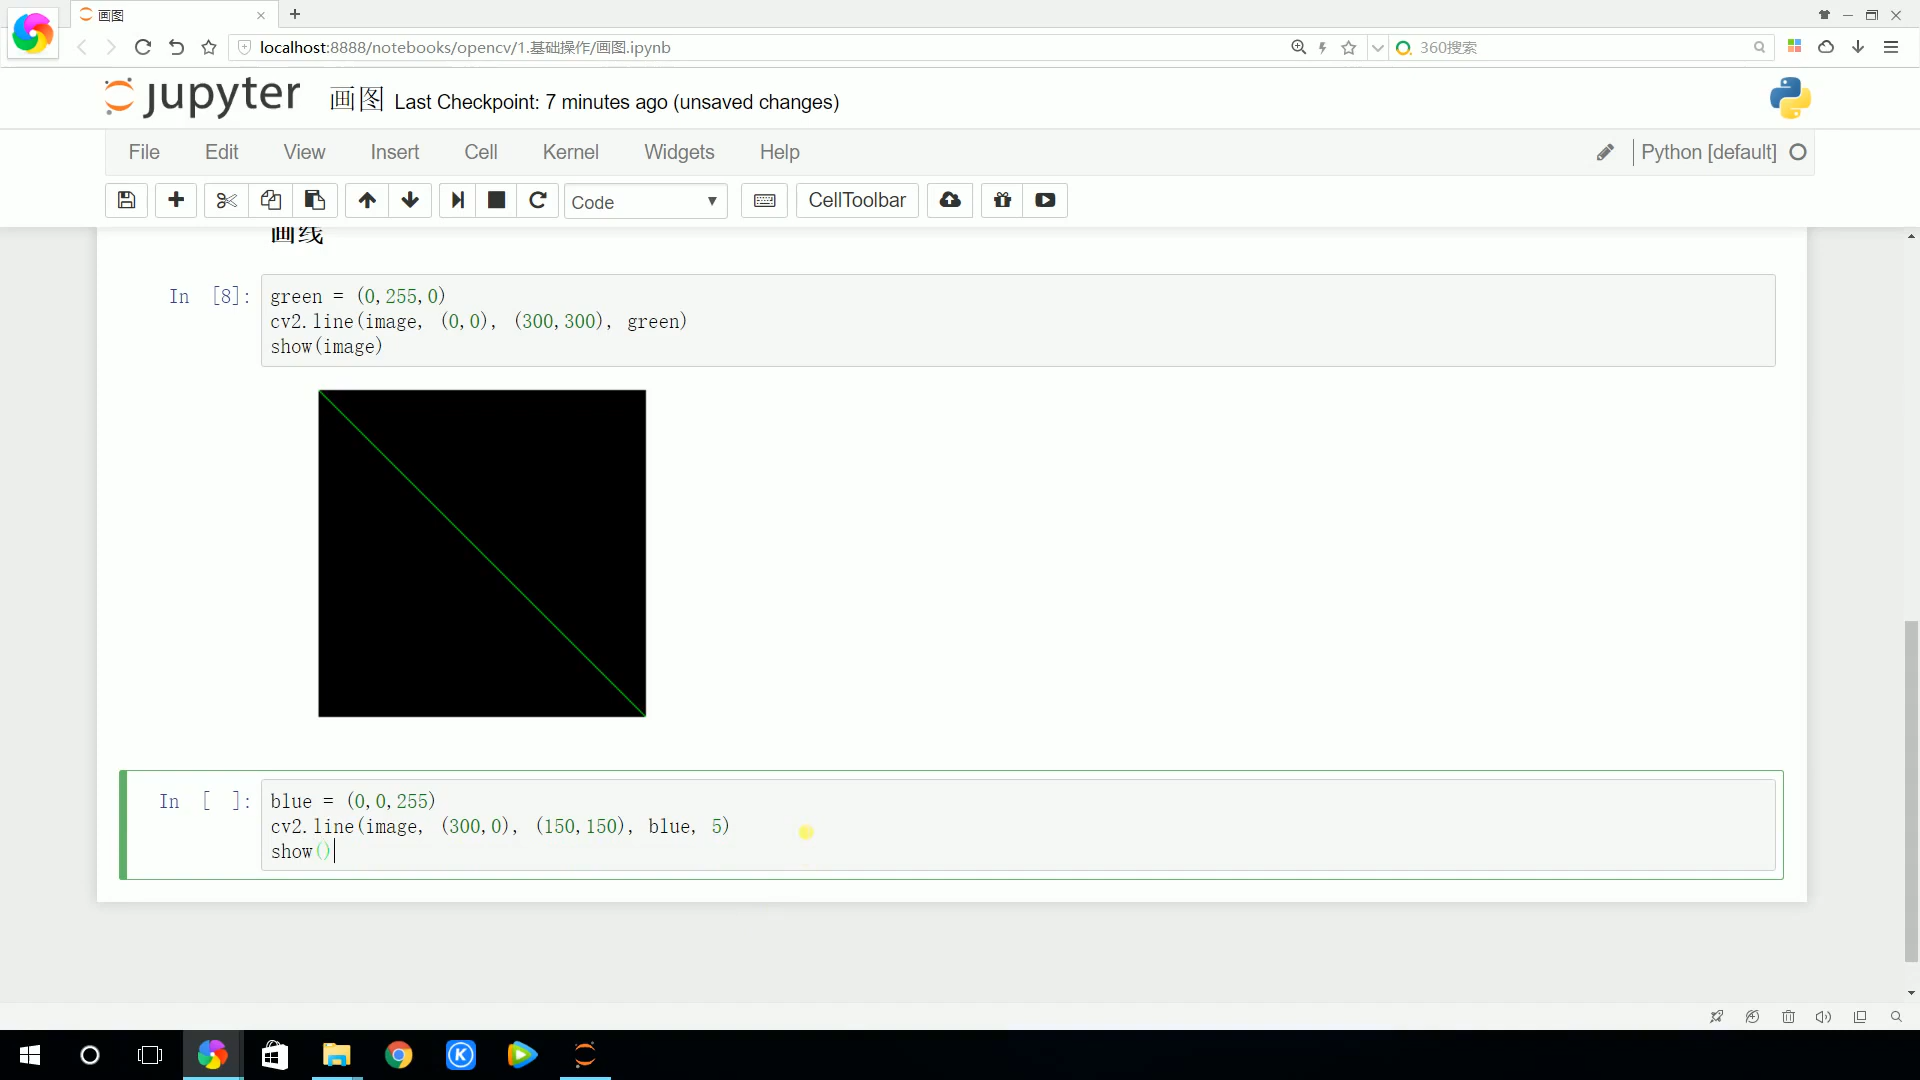 画图
localhost:8888/notebooks/opencv/1.基础操作/画图.ipynb
360搜索
jupyter 画图 Last Checkpoint: 7 minutes ago (unsaved changes)
File Edit View Insert Cell Kernel Widgets Help Python [default]
Code CellToolbar
画线
In [8]:
green = (0,255,0)
cv2.line(image, (0,0), (300,300), green)
show(image)
In [ ]:
blue = (0,0,255)
cv2.line(image, (300,0), (150,150), blue, 5)
show()
K